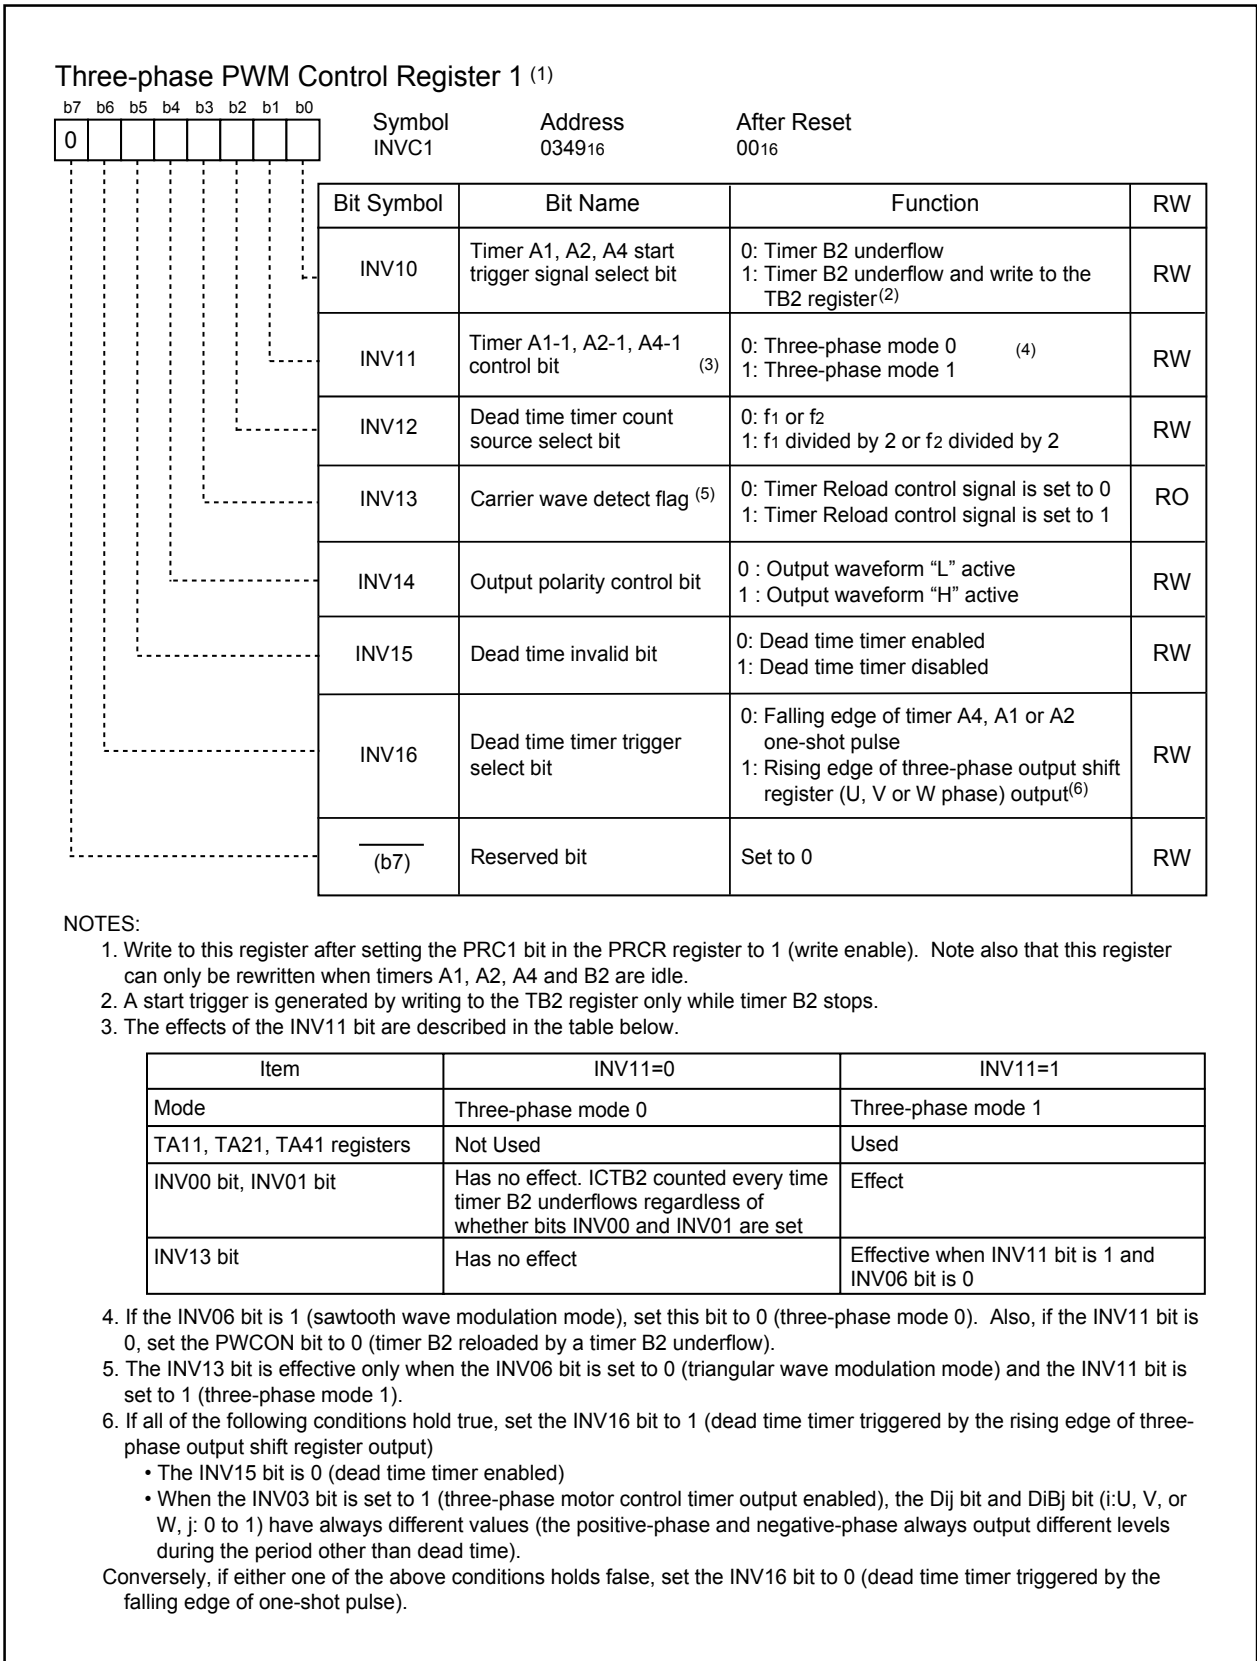 Three-phase PWM Control Register 1 (1)
b7 b6 b5 b4 b3 b2 b1 b0
0
Symbol Address After Reset
INVC1 034916 0016
Bit Symbol Bit Name Function RW
INV10
Timer A1, A2, A4 start
trigger signal select bit
0: Timer B2 underflow
1: Timer B2 underflow and write to the
TB2 register(2)
RW
INV11
Timer A1-1, A2-1, A4-1
control bit (3)
0: Three-phase mode 0 (4)
1: Three-phase mode 1
RW
INV12
Dead time timer count
source select bit
0: f1 or f2
1: f1 divided by 2 or f2 divided by 2
RW
INV13
Carrier wave detect flag (5)
0: Timer Reload control signal is set to 0
1: Timer Reload control signal is set to 1
RO
INV14
Output polarity control bit
0 : Output waveform “L” active
1 : Output waveform “H” active
RW
INV15
Dead time invalid bit
0: Dead time timer enabled
1: Dead time timer disabled
RW
INV16
Dead time timer trigger
select bit
0: Falling edge of timer A4, A1 or A2
one-shot pulse
1: Rising edge of three-phase output shift
register (U, V or W phase) output(6)
RW
(b7)
Reserved bit
Set to 0
RW
NOTES:
1. Write to this register after setting the PRC1 bit in the PRCR register to 1 (write enable). Note also that this register
can only be rewritten when timers A1, A2, A4 and B2 are idle.
2. A start trigger is generated by writing to the TB2 register only while timer B2 stops.
3. The effects of the INV11 bit are described in the table below.
Item INV11=0 INV11=1
Mode Three-phase mode 0 Three-phase mode 1
TA11, TA21, TA41 registers Not Used Used
INV00 bit, INV01 bit
Has no effect. ICTB2 counted every time
timer B2 underflows regardless of
whether bits INV00 and INV01 are set
Effect
INV13 bit
Has no effect
Effective when INV11 bit is 1 and
INV06 bit is 0
4. If the INV06 bit is 1 (sawtooth wave modulation mode), set this bit to 0 (three-phase mode 0). Also, if the INV11 bit is
0, set the PWCON bit to 0 (timer B2 reloaded by a timer B2 underflow).
5. The INV13 bit is effective only when the INV06 bit is set to 0 (triangular wave modulation mode) and the INV11 bit is
set to 1 (three-phase mode 1).
6. If all of the following conditions hold true, set the INV16 bit to 1 (dead time timer triggered by the rising edge of three-
phase output shift register output)
• The INV15 bit is 0 (dead time timer enabled)
• When the INV03 bit is set to 1 (three-phase motor control timer output enabled), the Dij bit and DiBj bit (i:U, V, or
W, j: 0 to 1) have always different values (the positive-phase and negative-phase always output different levels
during the period other than dead time).
Conversely, if either one of the above conditions holds false, set the INV16 bit to 0 (dead time timer triggered by the
falling edge of one-shot pulse).